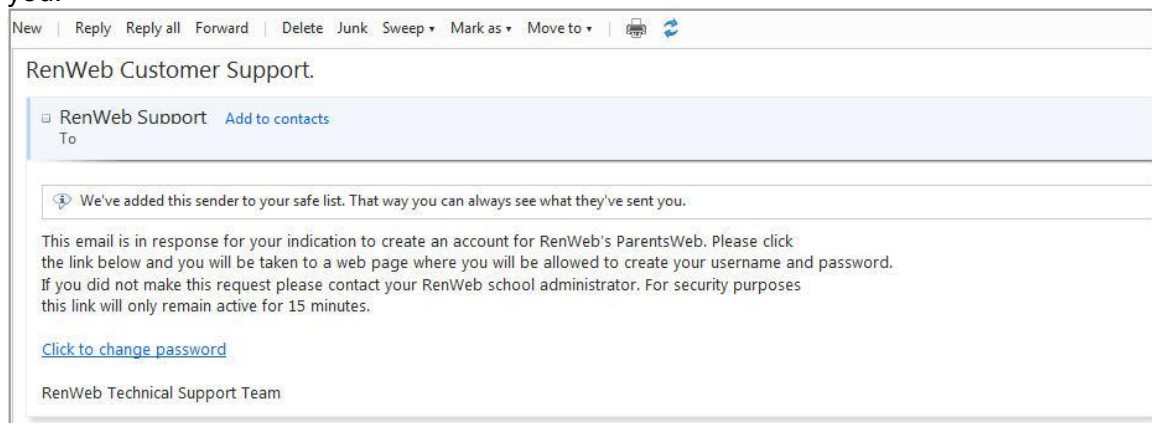 you.
New | Reply Reply all Forward | Delete Junk Sweep ▾ Mark as ▾ Move to ▾ |
RenWeb Customer Support.
RenWeb Support Add to contacts
To
We've added this sender to your safe list. That way you can always see what they've sent you.
This email is in response for your indication to create an account for RenWeb's ParentsWeb. Please click
the link below and you will be taken to a web page where you will be allowed to create your username and password.
If you did not make this request please contact your RenWeb school administrator. For security purposes
this link will only remain active for 15 minutes.
Click to change password
RenWeb Technical Support Team